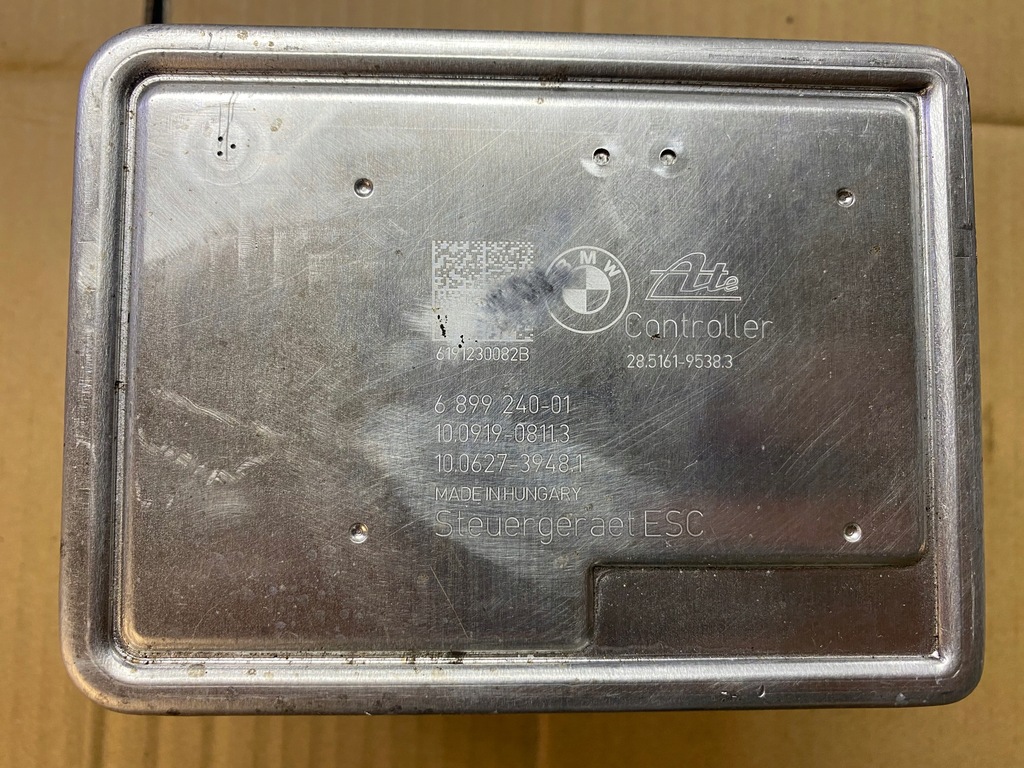 BMW
Ate
Controller
6191230082B
28.5161-9538.3
6 899 240-01
10.0919-0811.3
10.0627-3948.1
MADE IN HUNGARY
Steuergeraet ESC